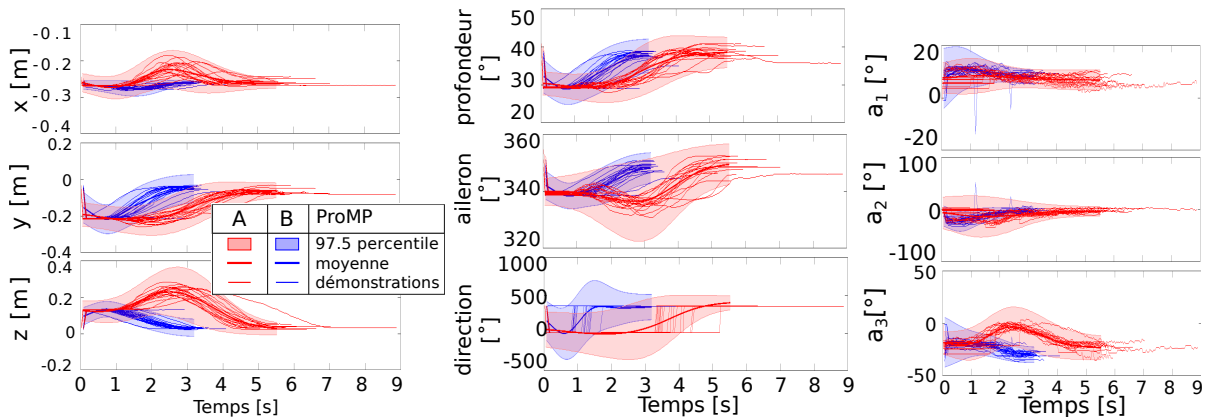 x [m]
-0.1
-0.2
-0.3
-0.4
y [m]
0.2
0
-0.2
-0.4
z [m]
0.4
0.2
0
0.2
0 1 2 3 4 5 6 7 8 9
Temps [s]
A B ProMP
97.5 percentile
moyenne
démonstrations
profondeur
[°]
50
40
30
20
aileron
[°]
360
340
320
direction
[°]
1000
500
0
-500
0 1 2 3 4 5 6 7 8 9
Temps [s]
a1 [°]
20
0
-20
a2 [°]
100
0
-100
a3[°]
50
0
-50
0 1 2 3 4 5 6 7 8 9
Temps [s]